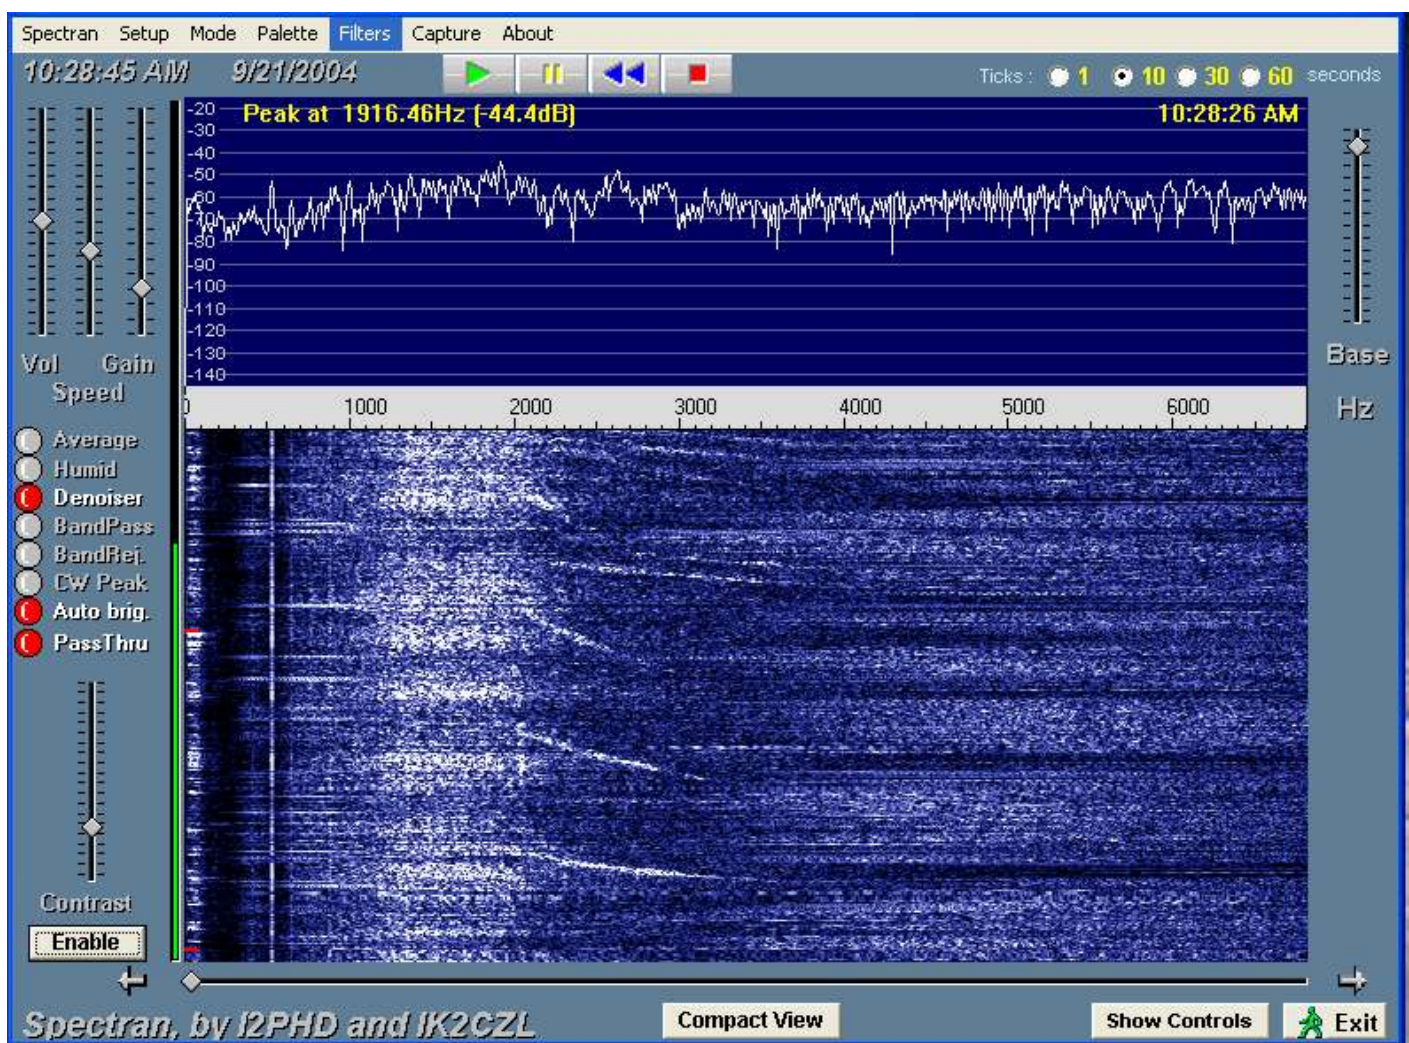 Spectran Setup Mode Palette Filters Capture About
10:28:45 AM 9/21/2004 Ticks : 1 10 30 60 seconds
Peak at 1916.46Hz (-44.4dB) 10:28:26 AM
-20
-30
-40
-50
-60
-70
-80
-90
-100
-110
-120
-130
-140
Vol Gain
Speed
Base
0 1000 2000 3000 4000 5000 6000 Hz
Average
Humid
Denoiser
BandPass
BandRej.
CW Peak
Auto brig.
PassThru
Contrast
Enable
Spectran, by I2PHD and IK2CZL Compact View Show Controls Exit